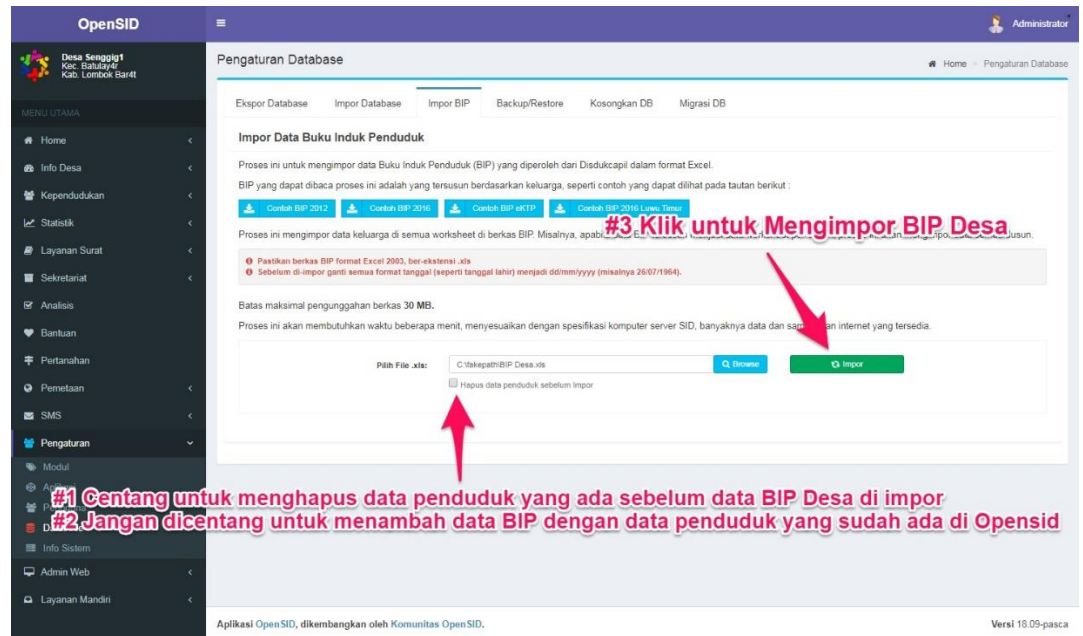 OpenSID
Administrator
Desa Senggig1
Kec. Batulay4r
Kab. Lombok Bar4t
Pengaturan Database
Home
Pengaturan Database
MENU UTAMA
Home
Info Desa
Kependudukan
Statistik
Layanan Surat
Sekretariat
Analisis
Bantuan
Pertanahan
Pemetaan
SMS
Pengaturan
Modul
Info Sistem
Admin Web
Layanan Mandiri
Ekspor Database Impor Database Impor BIP Backup/Restore Kosongkan DB Migrasi DB
Impor Data Buku Induk Penduduk
Proses ini untuk mengimpor data Buku Induk Penduduk (BIP) yang diperoleh dari Disdukcapil dalam format Excel.
BIP yang dapat dibaca proses ini adalah yang tersusun berdasarkan keluarga, seperti contoh yang dapat dilihat pada tautan berikut :
Contoh BIP 2012 Contoh BIP 2016 Contoh BIP eKTP Contoh BIP 2016 Luwu Timur
#3 Klik untuk Mengimpor BIP Desa
Proses ini mengimpor data keluarga di semua worksheet di berkas BIP. Misalnya, dusun.
Pastikan berkas BIP format Excel 2003, ber-ekstensi .xls
Sebelum di-impor ganti semua format tanggal (seperti tanggal lahir) menjadi dd/mm/yyyy (misalnya 26/07/1964).
Batas maksimal pengunggahan berkas 30 MB.
Proses ini akan membutuhkan waktu beberapa menit, menyesuaikan dengan spesifikasi komputer server SID, banyaknya data dan internet yang tersedia.
Pilih File .xls: C:\fakepath\BIP Desa.xls Browse Impor
Hapus data penduduk sebelum Impor
#1 Centang untuk menghapus data penduduk yang ada sebelum data BIP Desa di impor
#2 Jangan dicentang untuk menambah data BIP dengan data penduduk yang sudah ada di Opensid
Aplikasi OpenSID, dikembangkan oleh Komunitas OpenSID.
Versi 18.09-pasca